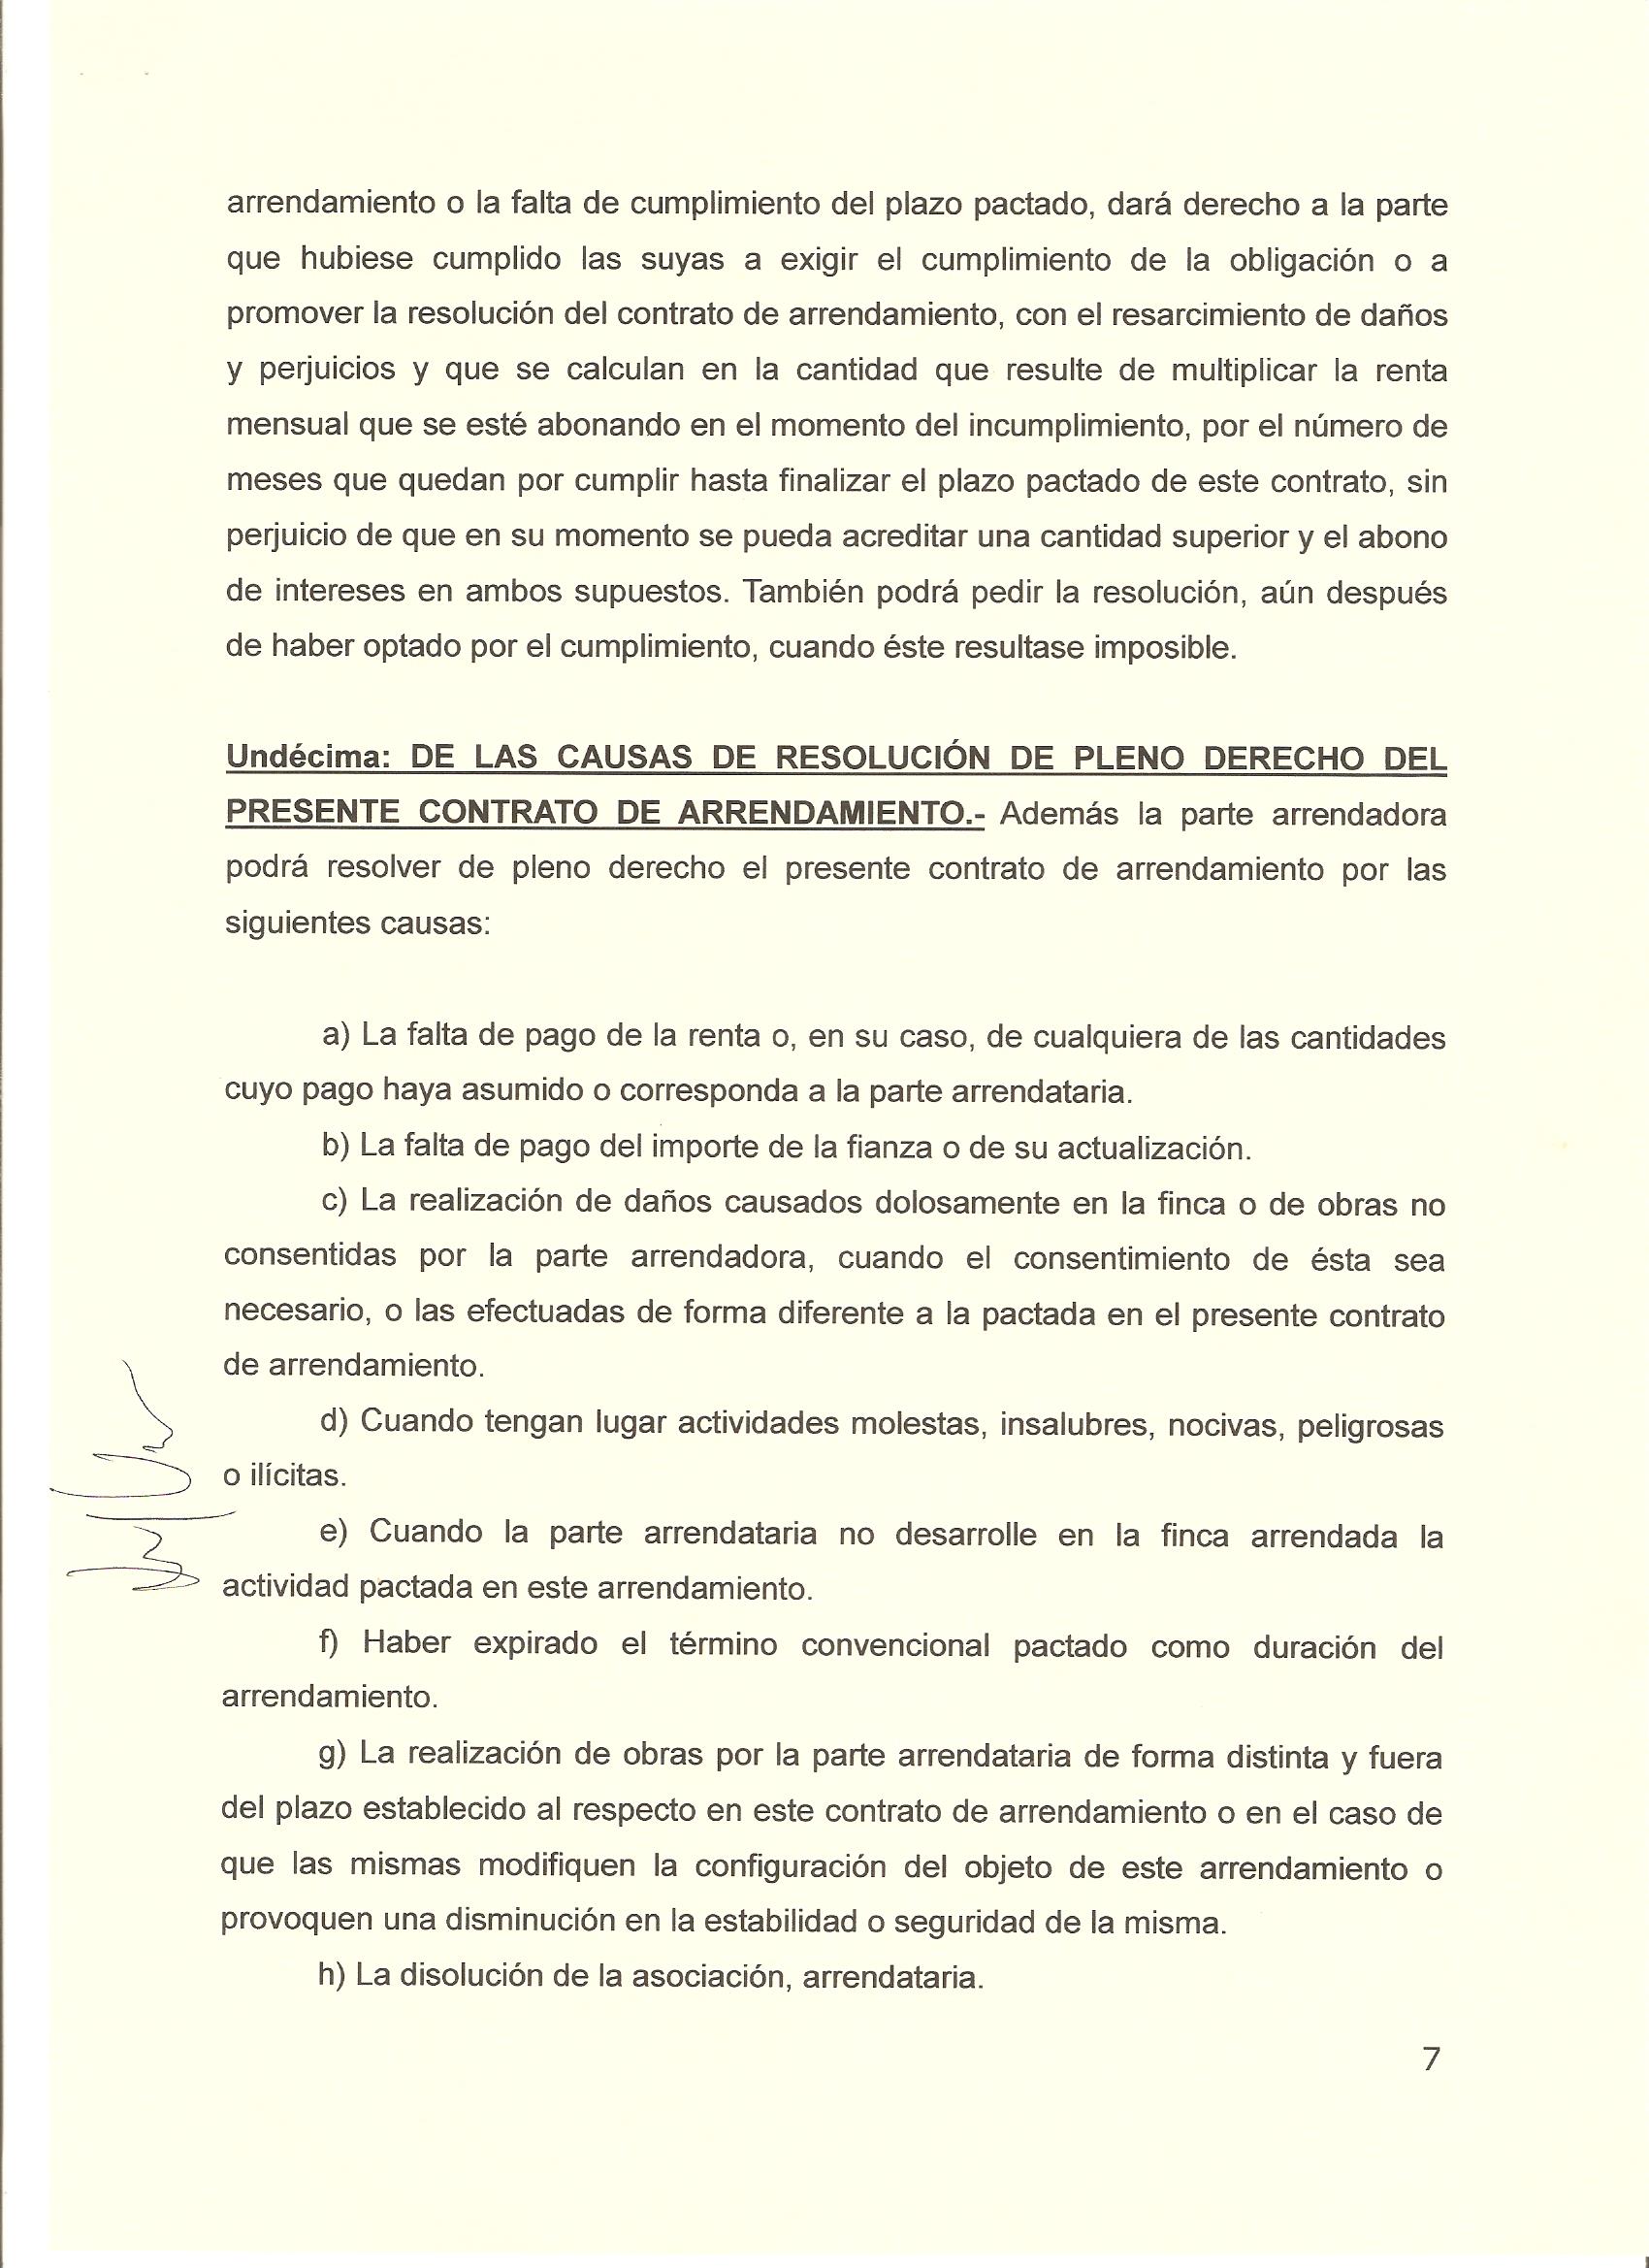 arrendamiento o la falta de cumplimiento del plazo pactado, dará derecho a la parte
que hubiese cumplido las suyas a exigir el cumplimiento de la obligación o a
promover la resolución del contrato de arrendamiento, con el resarcimiento de daños
y perjuicios y que se calculan en la cantidad que resulte de multiplicar la renta
mensual que se esté abonando en el momento del incumplimiento, por el número de
meses que quedan por cumplir hasta finalizar el plazo pactado de este contrato, sin
perjuicio de que en su momento se pueda acreditar una cantidad superior y el abono
de intereses en ambos supuestos. También podrá pedir la resolución, aún después
de haber optado por el cumplimiento, cuando éste resultase imposible.
Undécima: DE LAS CAUSAS DE RESOLUCIÓN DE PLENO DERECHO DEL
PRESENTE CONTRATO DE ARRENDAMIENTO.- Además la parte arrendadora
podrá resolver de pleno derecho el presente contrato de arrendamiento por las
siguientes causas:
a) La falta de pago de la renta o, en su caso, de cualquiera de las cantidades
cuyo pago haya asumido o corresponda a la parte arrendataria.
b) La falta de pago del importe de la fianza o de su actualización.
c) La realización de daños causados dolosamente en la finca o de obras no
consentidas por la parte arrendadora, cuando el consentimiento de ésta sea
necesario, o las efectuadas de forma diferente a la pactada en el presente contrato
de arrendamiento.
d) Cuando tengan lugar actividades molestas, insalubres, nocivas, peligrosas
o ilícitas.
e) Cuando la parte arrendataria no desarrolle en la finca arrendada la
actividad pactada en este arrendamiento.
f) Haber expirado el término convencional pactado como duración del
arrendamiento.
g) La realización de obras por la parte arrendataria de forma distinta y fuera
del plazo establecido al respecto en este contrato de arrendamiento o en el caso de
que las mismas modifiquen la configuración del objeto de este arrendamiento o
provoquen una disminución en la estabilidad o seguridad de la misma.
h) La disolución de la asociación, arrendataria.
7